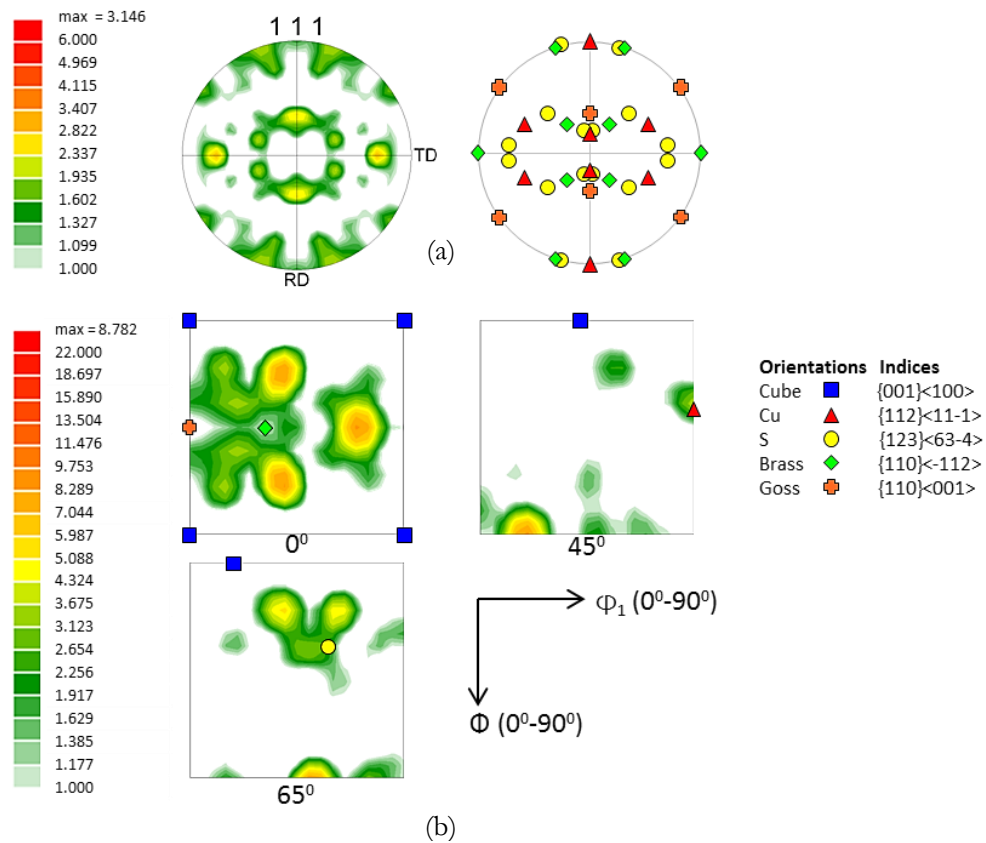 max = 3.146
6.000
4.969
4.115
3.407
2.822
2.337
1.935
1.602
1.327
1.099
1.000
1 1 1
TD
RD
(a)
max = 8.782
22.000
18.697
15.890
13.504
11.476
9.753
8.289
7.044
5.987
5.088
4.324
3.675
3.123
2.654
2.256
1.917
1.629
1.385
1.177
1.000
0⁰
45⁰
65⁰
Orientations Indices
Cube {001}<100>
Cu {112}<11-1>
S {123}<63-4>
Brass {110}<-112>
Goss {110}<001>
φ₁ (0⁰-90⁰)
Φ (0⁰-90⁰)
(b)